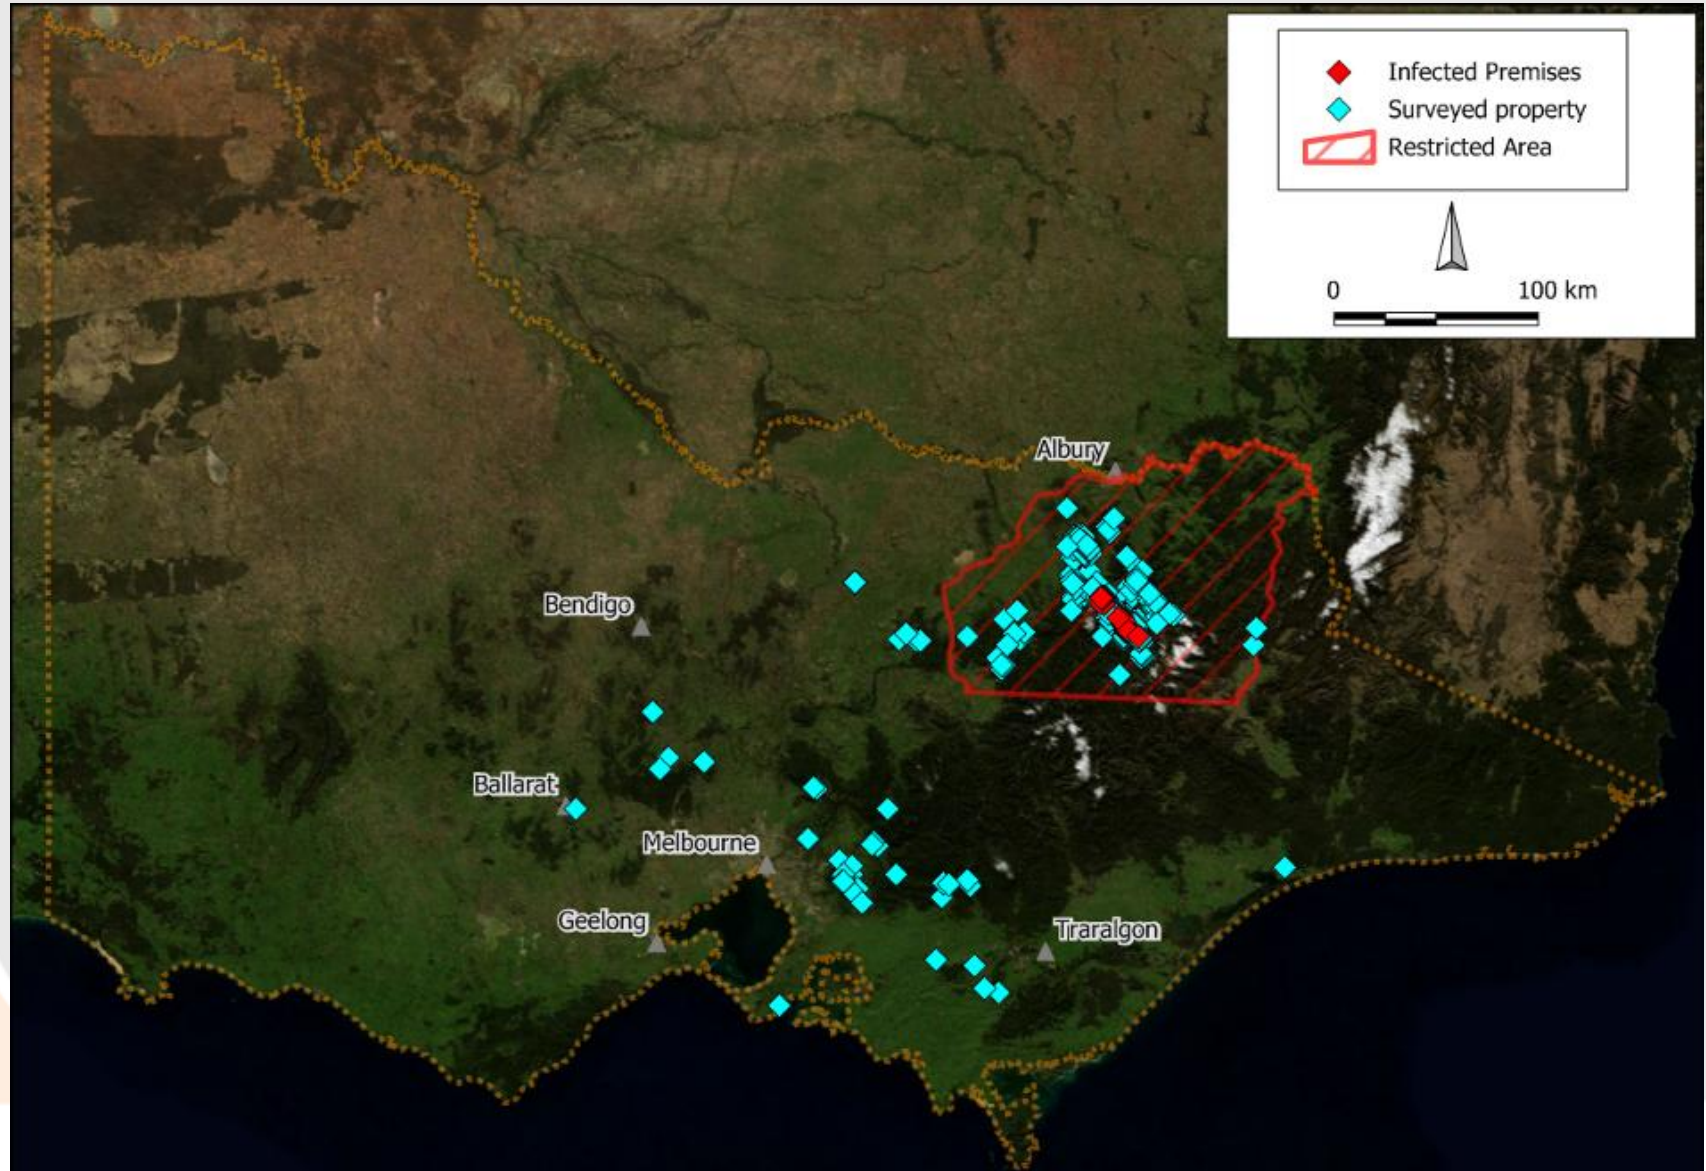 Infected Premises
Surveyed property
Restricted Area
0 100 km
Albury
Bendigo
Ballarat
Melbourne
Geelong
Traralgon